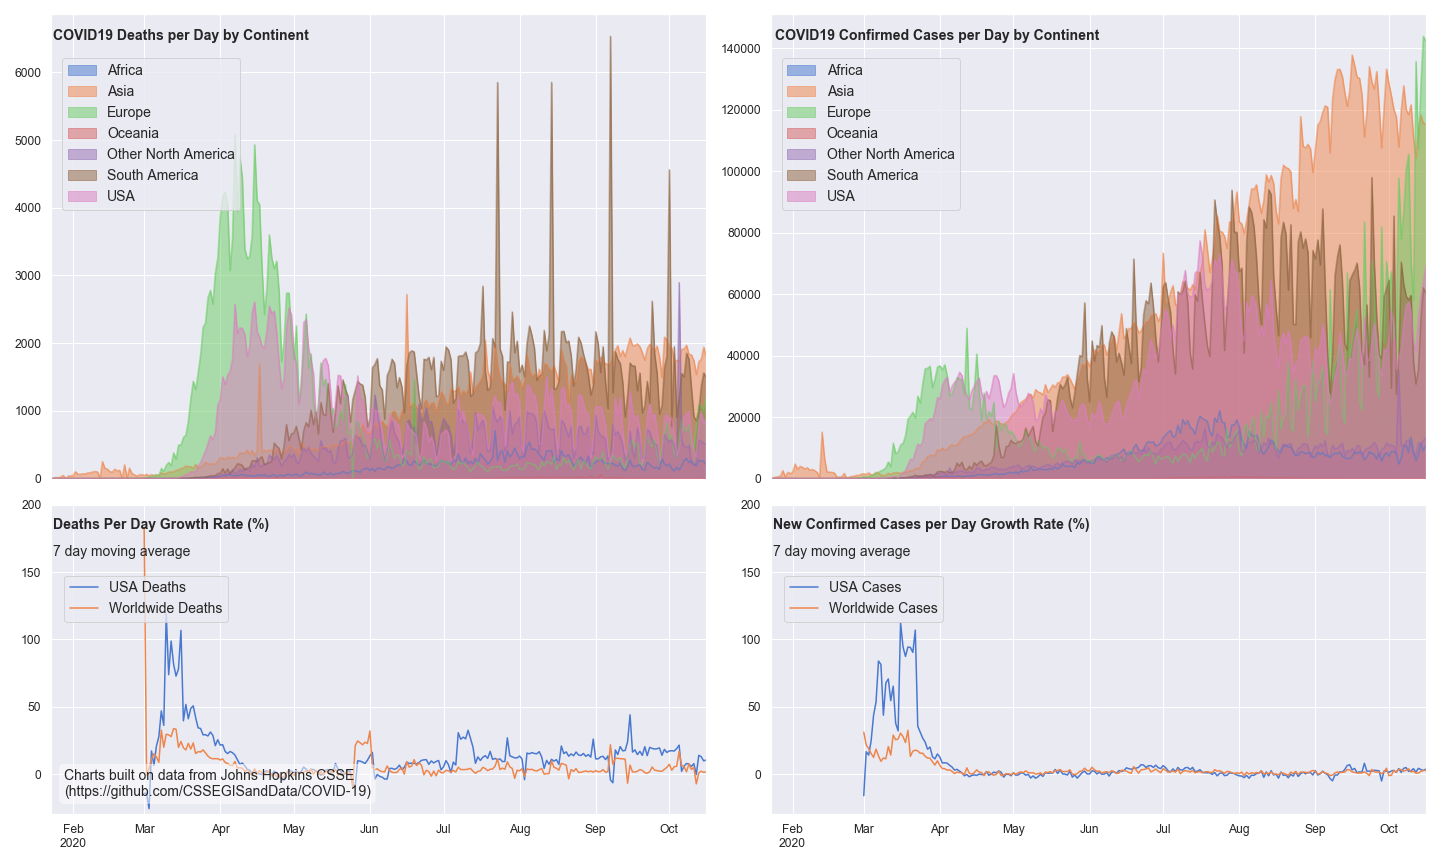 COVID19 Deaths per Day by Continent
6000
5000
4000
3000
2000
1000
0
Africa
Asia
Europe
Oceania
Other North America
South America
USA
COVID19 Confirmed Cases per Day by Continent
140000
120000
100000
80000
60000
40000
20000
0
Africa
Asia
Europe
Oceania
Other North America
South America
USA
Deaths Per Day Growth Rate (%)
7 day moving average
200
150
100
50
0
USA Deaths
Worldwide Deaths
Charts built on data from Johns Hopkins CSSE
(https://github.com/CSSEGISandData/COVID-19)
Feb Mar Apr May Jun Jul Aug Sep Oct
2020
New Confirmed Cases per Day Growth Rate (%)
7 day moving average
200
150
100
50
0
USA Cases
Worldwide Cases
Feb Mar Apr May Jun Jul Aug Sep Oct
2020